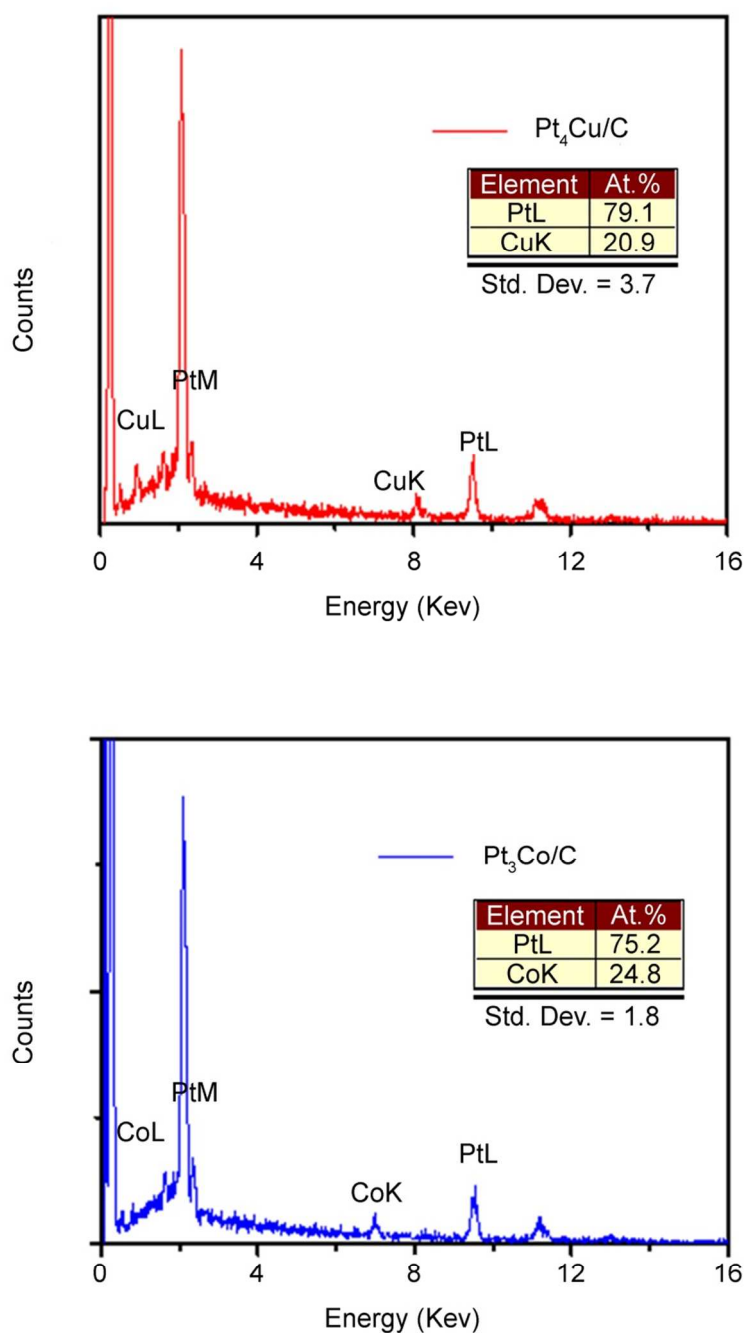 Pt₄Cu/C
Element At.%
PtL 79.1
CuK 20.9
Std. Dev. = 3.7
Counts
PtM
CuL
PtL
CuK
0 4 8 12 16
Energy (Kev)
Pt₃Co/C
Element At.%
PtL 75.2
CoK 24.8
Std. Dev. = 1.8
Counts
PtM
CoL
PtL
CoK
0 4 8 12 16
Energy (Kev)